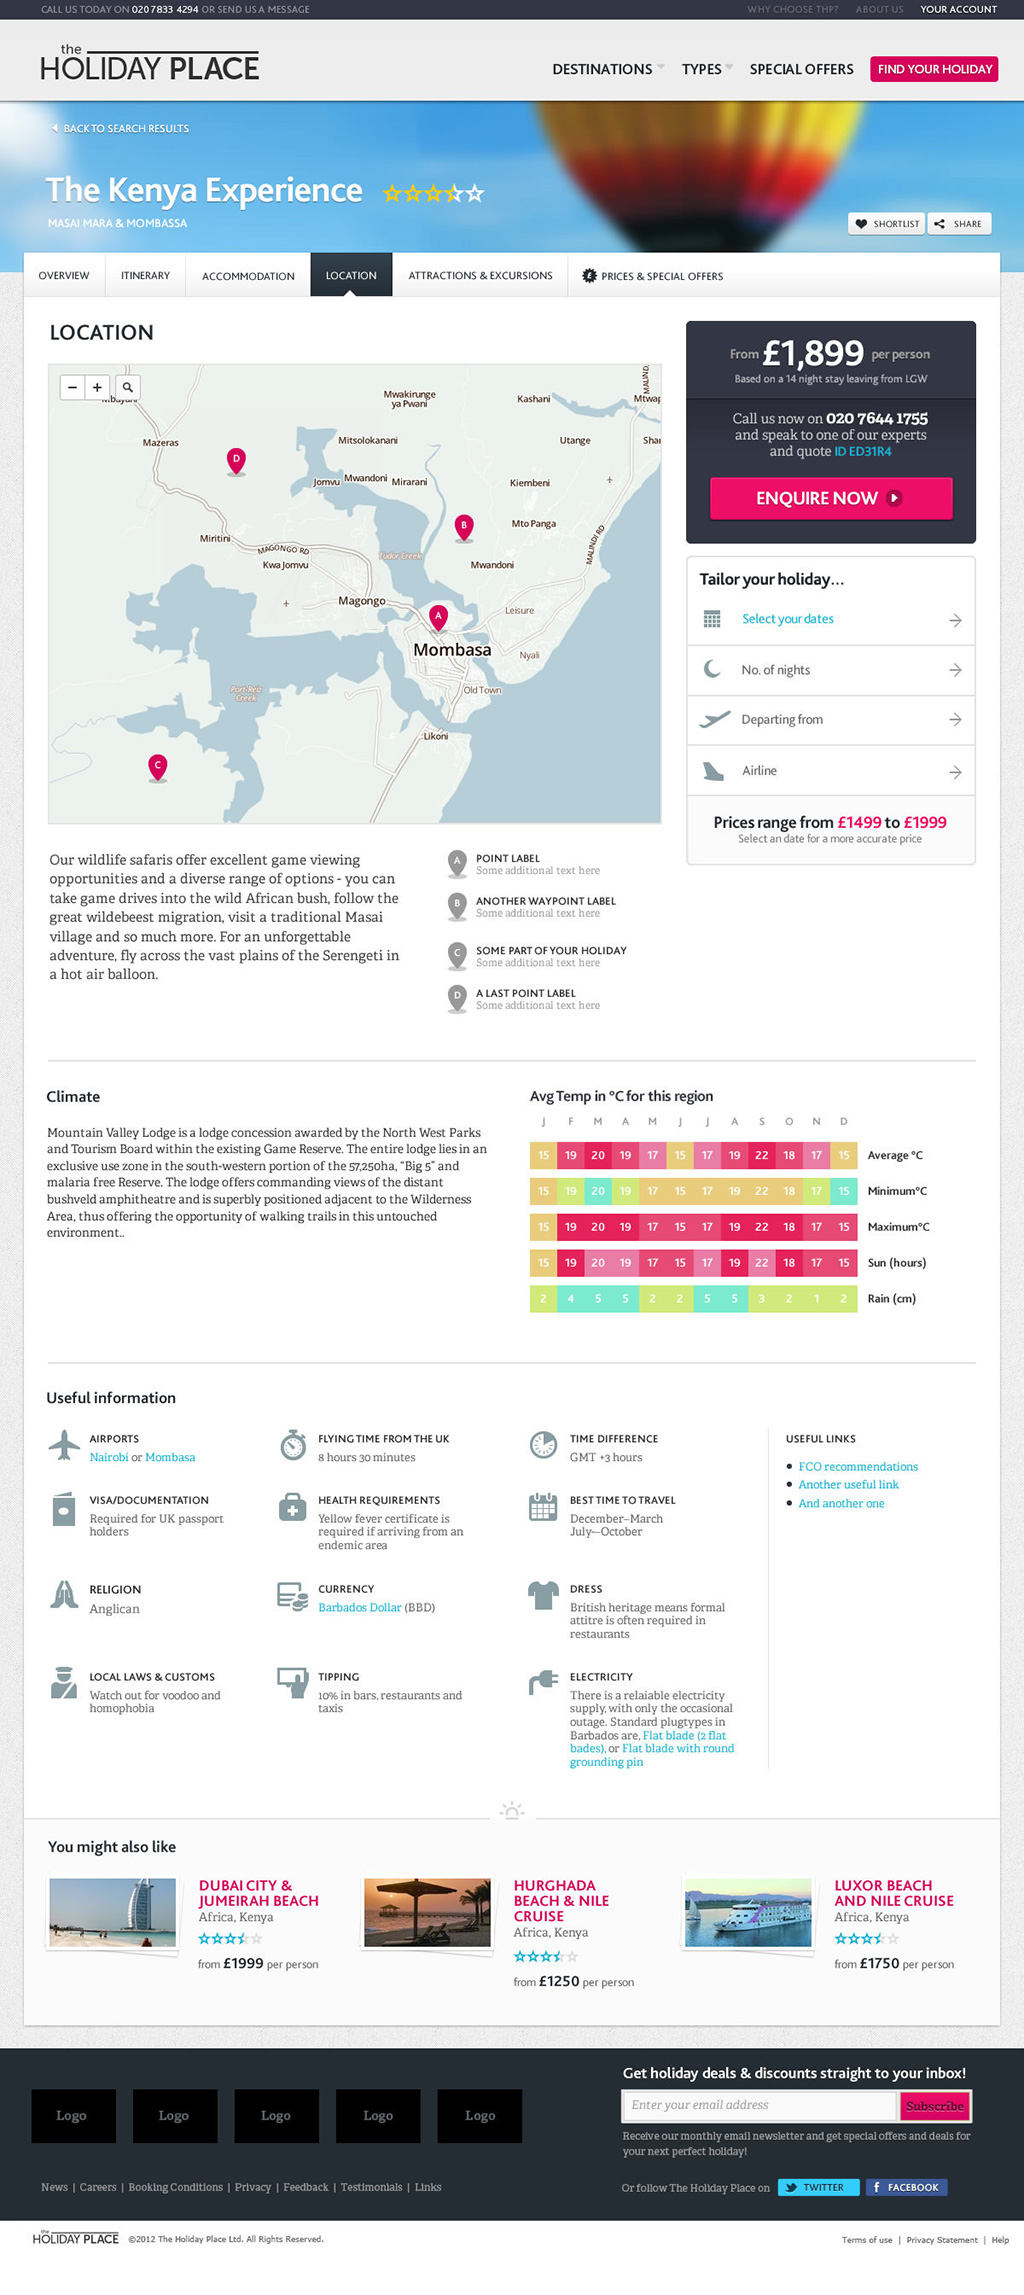 CALL US TODAY ON 020 7833 4294 OR SEND US A MESSAGE
WHY CHOOSE THP? ABOUT US YOUR ACCOUNT
the
HOLIDAY PLACE
DESTINATIONS TYPES SPECIAL OFFERS FIND YOUR HOLIDAY
BACK TO SEARCH RESULTS
The Kenya Experience
MASAI MARA & MOMBASSA
SHORTLIST SHARE
OVERVIEW ITINERARY ACCOMMODATION LOCATION ATTRACTIONS & EXCURSIONS £ PRICES & SPECIAL OFFERS
LOCATION
Mbayani
Mwakirunge
ya Pwani
Kashani
MALIND
Mtwap
Mazeras
Mitsolokanani
Utange
Shar
D
Jomvu Mwandoni Mirarani
Kiembeni
B
Mto Panga
Miritini
MAGONGO RD
MALINDI RD
Tudor Creek
Kwa Jomvu
Mwandoni
Magongo
A
Leisure
Mombasa
Nyali
Port-Reiz
Creek
Old Town
Likoni
C
From £1,899 per person
Based on a 14 night stay leaving from LGW
Call us now on 020 7644 1755
and speak to one of our experts
and quote ID ED31R4
ENQUIRE NOW
Tailor your holiday...
Select your dates
No. of nights
Departing from
Airline
Prices range from £1499 to £1999
Select an date for a more accurate price
Our wildlife safaris offer excellent game viewing
opportunities and a diverse range of options - you can
take game drives into the wild African bush, follow the
great wildebeest migration, visit a traditional Masai
village and so much more. For an unforgettable
adventure, fly across the vast plains of the Serengeti in
a hot air balloon.
A POINT LABEL
Some additional text here
B ANOTHER WAYPOINT LABEL
Some additional text here
C SOME PART OF YOUR HOLIDAY
Some additional text here
D A LAST POINT LABEL
Some additional text here
Climate
Mountain Valley Lodge is a lodge concession awarded by the North West Parks
and Tourism Board within the existing Game Reserve. The entire lodge lies in an
exclusive use zone in the south-western portion of the 57,250ha, “Big 5” and
malaria free Reserve. The lodge offers commanding views of the distant
bushveld amphitheatre and is superbly positioned adjacent to the Wilderness
Area, thus offering the opportunity of walking trails in this untouched
environment..
Avg Temp in °C for this region
J F M A M J J A S O N D
15 19 20 19 17 15 17 19 22 18 17 15 Average °C
15 19 20 19 17 15 17 19 22 18 17 15 Minimum°C
15 19 20 19 17 15 17 19 22 18 17 15 Maximum°C
15 19 20 19 17 15 17 19 22 18 17 15 Sun (hours)
2 4 5 5 2 2 5 5 3 2 1 2 Rain (cm)
Useful information
AIRPORTS
Nairobi or Mombasa
FLYING TIME FROM THE UK
8 hours 30 minutes
TIME DIFFERENCE
GMT +3 hours
USEFUL LINKS
FCO recommendations
Another useful link
And another one
VISA/DOCUMENTATION
Required for UK passport
holders
HEALTH REQUIREMENTS
Yellow fever certificate is
required if arriving from an
endemic area
BEST TIME TO TRAVEL
December–March
July—October
RELIGION
Anglican
CURRENCY
Barbados Dollar (BBD)
DRESS
British heritage means formal
attitre is often required in
restaurants
LOCAL LAWS & CUSTOMS
Watch out for voodoo and
homophobia
TIPPING
10% in bars, restaurants and
taxis
ELECTRICITY
There is a relaiable electricity
supply, with only the occasional
outage. Standard plugtypes in
Barbados are, Flat blade (2 flat
bades), or Flat blade with round
grounding pin
You might also like
DUBAI CITY &
JUMEIRAH BEACH
Africa, Kenya
from £1999 per person
HURGHADA
BEACH & NILE
CRUISE
Africa, Kenya
from £1250 per person
LUXOR BEACH
AND NILE CRUISE
Africa, Kenya
from £1750 per person
Logo Logo Logo Logo Logo
Get holiday deals & discounts straight to your inbox!
Enter your email address Subscribe
Receive our monthly email newsletter and get special offers and deals for
your next perfect holiday!
News | Careers | Booking Conditions | Privacy | Feedback | Testimonials | Links
Or follow The Holiday Place on TWITTER f FACEBOOK
the
HOLIDAY PLACE ©2012 The Holiday Place Ltd. All Rights Reserved.
Terms of use | Privacy Statement | Help